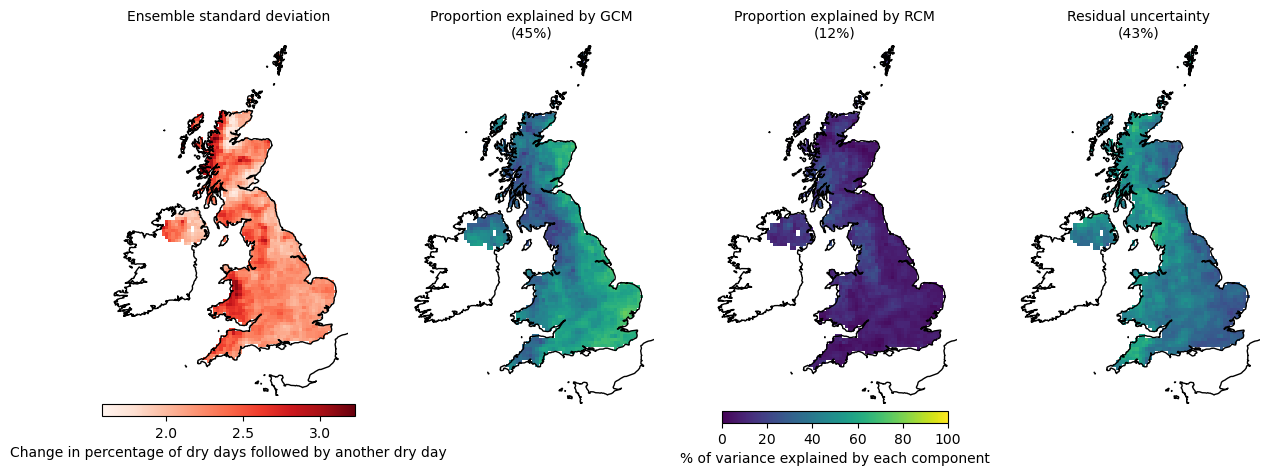 Ensemble standard deviation
Proportion explained by GCM
(45%)
Proportion explained by RCM
(12%)
Residual uncertainty
(43%)
2.0 2.5 3.0
Change in percentage of dry days followed by another dry day
0 20 40 60 80 100
% of variance explained by each component